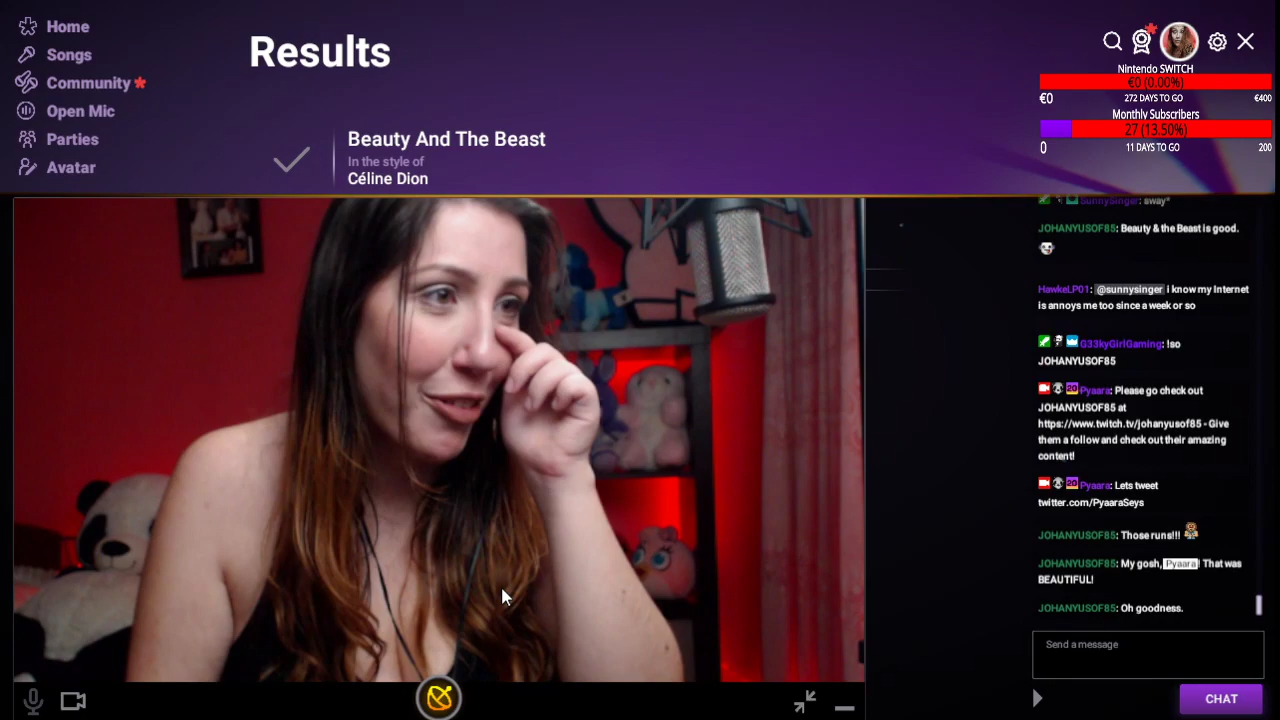 Home
Songs
Community
Open Mic
Parties
Avatar
Results
Beauty And The Beast
In the style of
Céline Dion
Nintendo SWITCH
€0 (0.00%)
€0 272 DAYS TO GO €400
Monthly Subscribers
27 (13.50%)
0 11 DAYS TO GO 200
SunnySinger: sway*
JOHANYUSOF85: Beauty & the Beast is good.
HawkeLP01: @sunnysinger i know my Internet
is annoys me too since a week or so
G33kyGirlGaming: !so
JOHANYUSOF85
20 Pyaara: Please go check out
JOHANYUSOF85 at
https://www.twitch.tv/johanyusof85 - Give
them a follow and check out their amazing
content!
20 Pyaara: Lets tweet
twitter.com/PyaaraSeys
JOHANYUSOF85: Those runs!!!
JOHANYUSOF85: My gosh, Pyaara! That was
BEAUTIFUL!
JOHANYUSOF85: Oh goodness.
Send a message
CHAT